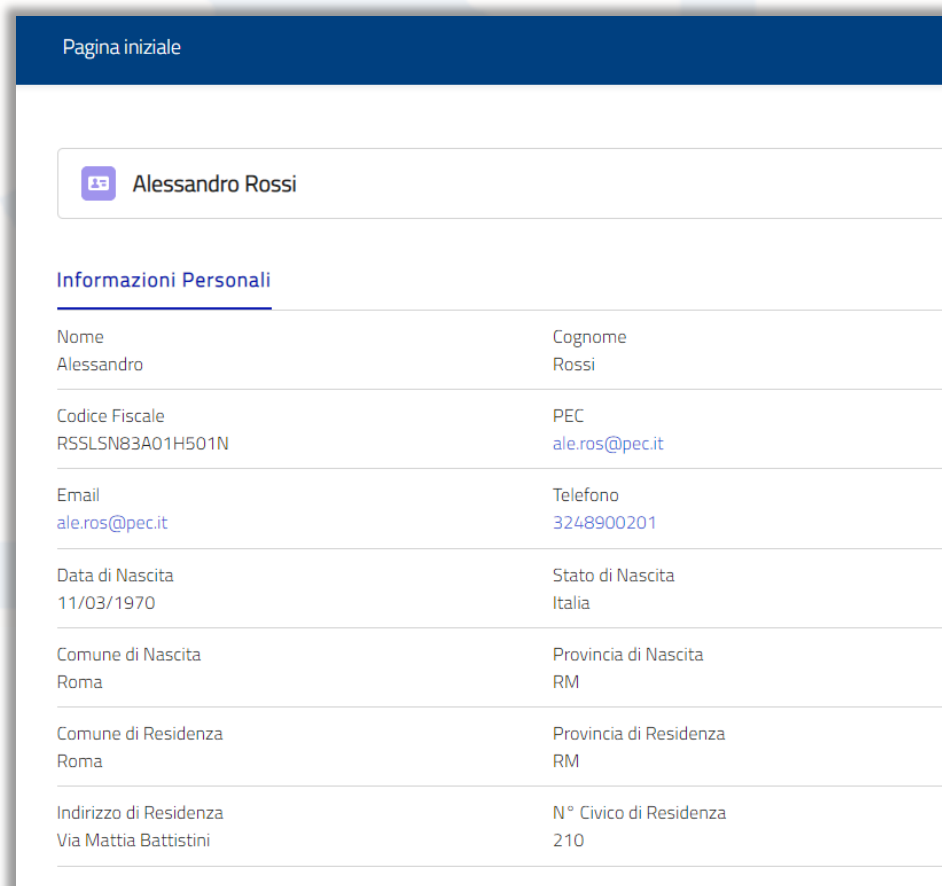 Pagina iniziale
Alessandro Rossi
Informazioni Personali
Nome
Cognome
Alessandro
Rossi
Codice Fiscale
PEC
RSSLSN83A01H501N
ale.ros@pec.it
Email
Telefono
ale.ros@pec.it
3248900201
Data di Nascita
Stato di Nascita
11/03/1970
Italia
Comune di Nascita
Provincia di Nascita
Roma
RM
Comune di Residenza
Provincia di Residenza
Roma
RM
Indirizzo di Residenza
N° Civico di Residenza
Via Mattia Battistini
210